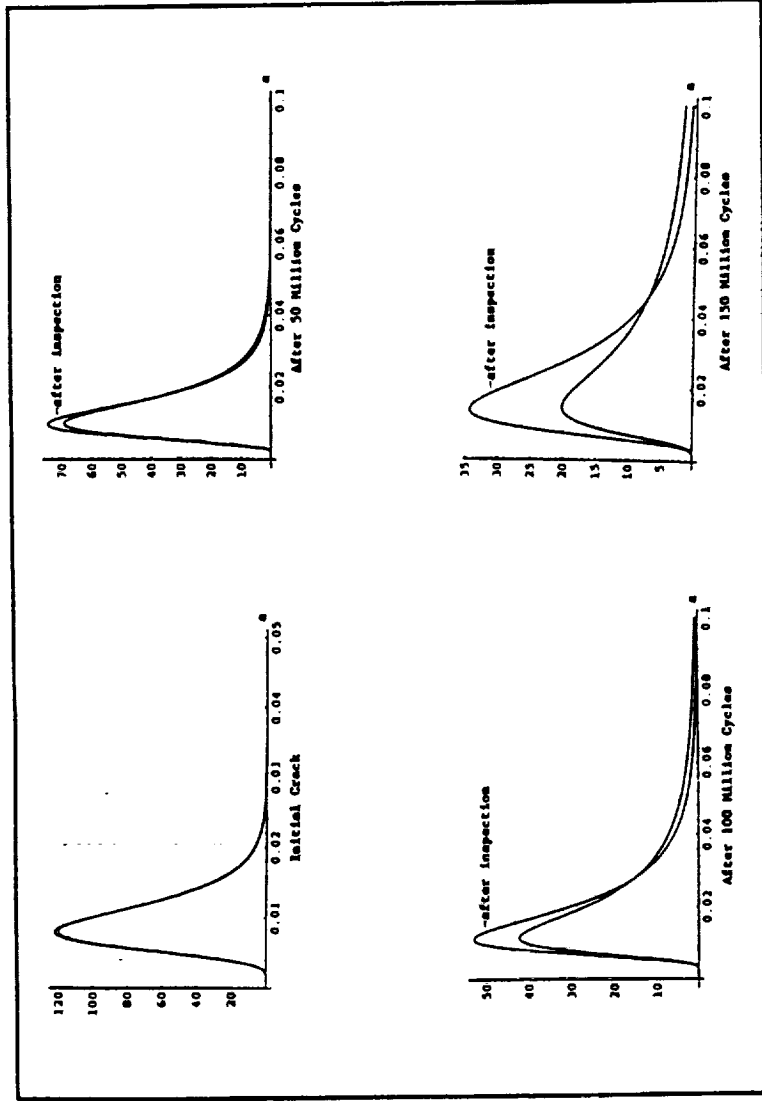 120
100
80
60
40
20
0.01 0.02 0.03 0.04 0.05 a
Initial Crack
70
60
50
40
30
20
10
-after inspection
0.02 0.04 0.06 0.08 0.1 a
After 50 Million Cycles
50
40
30
20
10
-after inspection
0.02 0.04 0.06 0.08 0.1 a
After 100 Million Cycles
35
30
25
20
15
10
5
-after inspection
0.02 0.04 0.06 0.08 0.1 a
After 150 Million Cycles